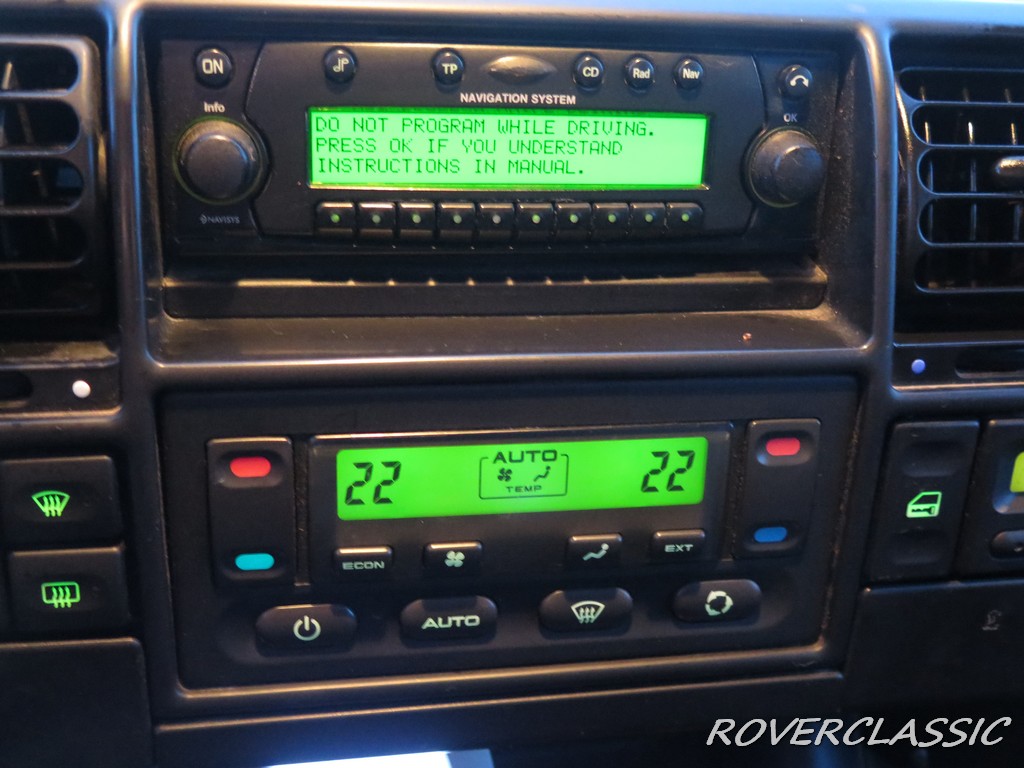 ON
TP
CD
Rad
Nav
Info
NAVIGATION SYSTEM
OK
DO NOT PROGRAM WHILE DRIVING.
PRESS OK IF YOU UNDERSTAND
INSTRUCTIONS IN MANUAL.
NAVISYS
22
AUTO
TEMP
22
ECON
EXT
AUTO
ROVERCLASSIC